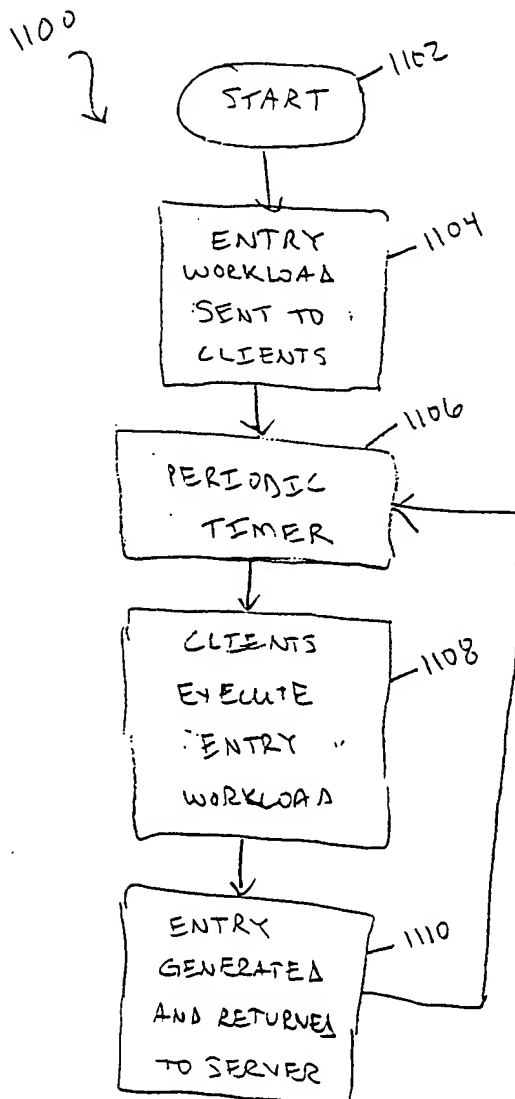 1100
1102
START
1104
ENTRY
WORKLOAD
SENT TO
CLIENTS
1106
PERIODIC
TIMER
1108
CLIENTS
EXECUTE
ENTRY
WORKLOAD
1110
ENTRY
GENERATED
AND RETURNED
TO SERVER